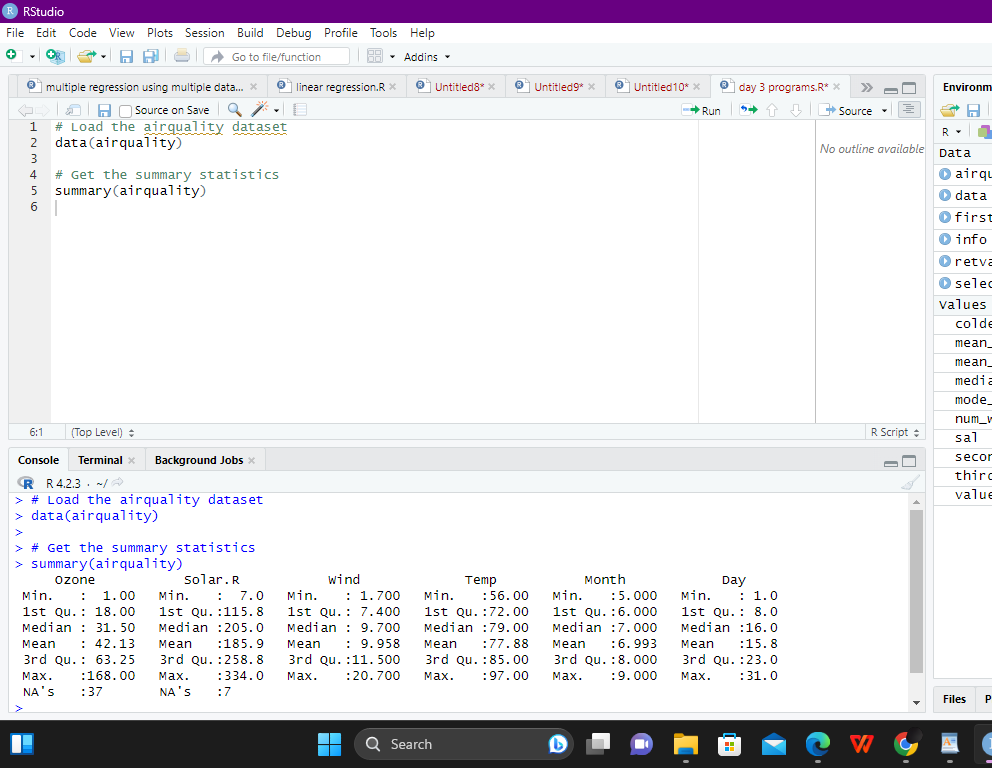 RStudio
File Edit Code View Plots Session Build Debug Profile Tools Help
Go to file/function Addins
multiple regression using multiple data... linear regression.R Untitled8* Untitled9* Untitled10* day 3 programs.R*
Source on Save Run Source
1 # Load the airquality dataset
2 data(airquality)
3
4 # Get the summary statistics
5 summary(airquality)
6
No outline available
6:1 (Top Level) R Script
Console Terminal Background Jobs
R 4.2.3 · ~/
> # Load the airquality dataset
> data(airquality)
>
> # Get the summary statistics
> summary(airquality)
Ozone Solar.R Wind Temp Month Day
Min. : 1.00 Min. : 7.0 Min. : 1.700 Min. :56.00 Min. :5.000 Min. : 1.0
1st Qu.: 18.00 1st Qu.:115.8 1st Qu.: 7.400 1st Qu.:72.00 1st Qu.:6.000 1st Qu.: 8.0
Median : 31.50 Median :205.0 Median : 9.700 Median :79.00 Median :7.000 Median :16.0
Mean : 42.13 Mean :185.9 Mean : 9.958 Mean :77.88 Mean :6.993 Mean :15.8
3rd Qu.: 63.25 3rd Qu.:258.8 3rd Qu.:11.500 3rd Qu.:85.00 3rd Qu.:8.000 3rd Qu.:23.0
Max. :168.00 Max. :334.0 Max. :20.700 Max. :97.00 Max. :9.000 Max. :31.0
NA's :37 NA's :7
>
Environm
R
Data
airqu
data
first
info
retva
selec
Values
colde
mean_
mean_
media
mode_
num_w
sal
secon
third
value
Files P
Search